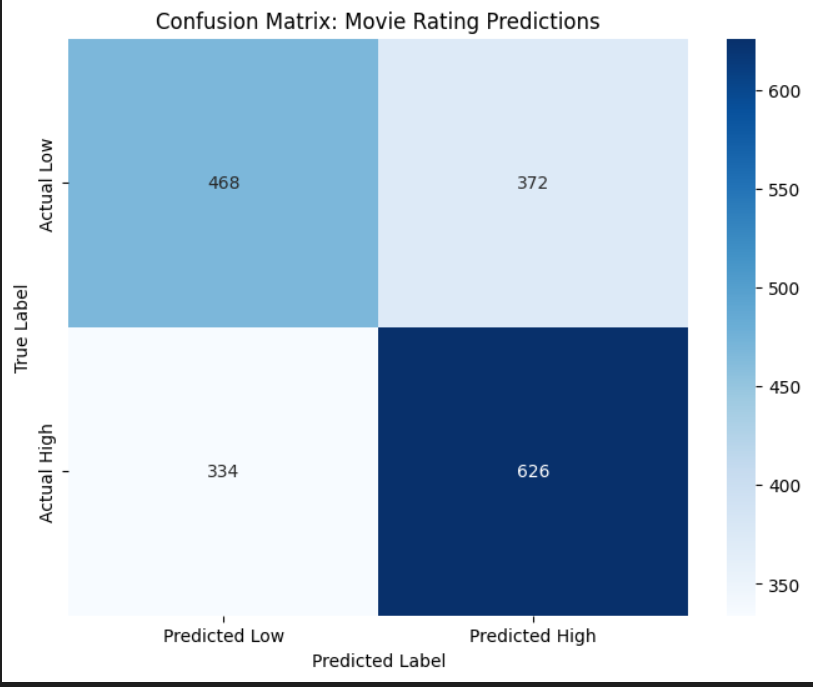 Confusion Matrix: Movie Rating Predictions
Actual Low
468
372
Actual High
334
626
True Label
Predicted Low
Predicted High
Predicted Label
600
550
500
450
400
350